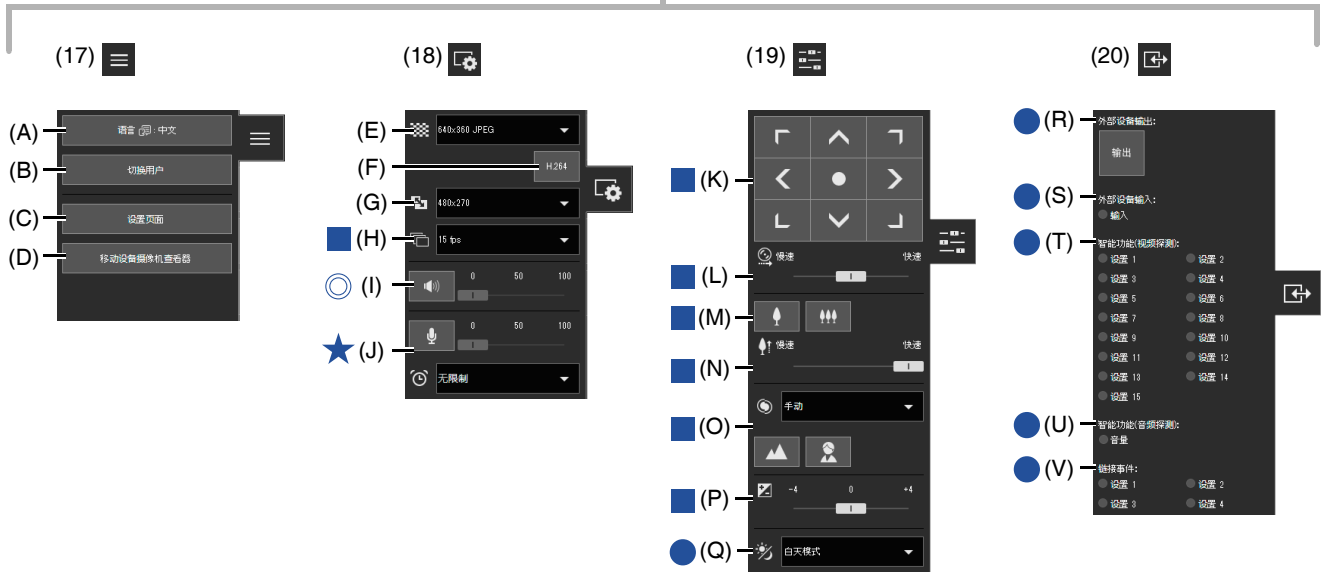 (17)
(A)
语言 : 中文
(B)
切换用户
(C)
设置页面
(D)
移动设备摄像机查看器
(18)
(E)
640x360 JPEG
(F)
H.264
(G)
480x270
(H)
15 fps
(I)
0 50 100
(J)
0 50 100
无限制
(19)
(K)
慢速 快速
(L)
(M)
慢速 快速
(N)
手动
(O)
(P)
-4 0 +4
(Q)
白天模式
(20)
(R)
外部设备输出:
输出
(S)
外部设备输入:
输入
(T)
智能功能(视频探测):
设置 1 设置 2
设置 3 设置 4
设置 5 设置 6
设置 7 设置 8
设置 9 设置 10
设置 11 设置 12
设置 13 设置 14
设置 15
(U)
智能功能(音频探测):
音量
(V)
链接事件:
设置 1 设置 2
设置 3 设置 4